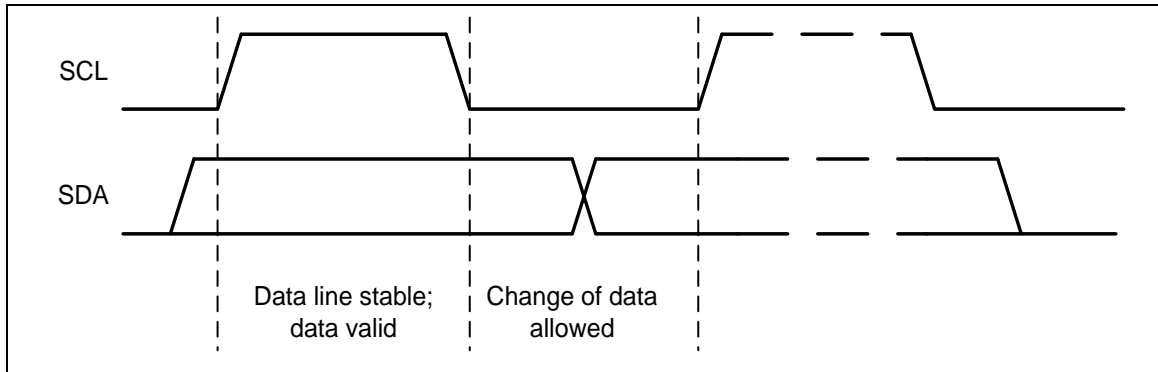 SCL
SDA
Data line stable;
data valid
Change of data
allowed